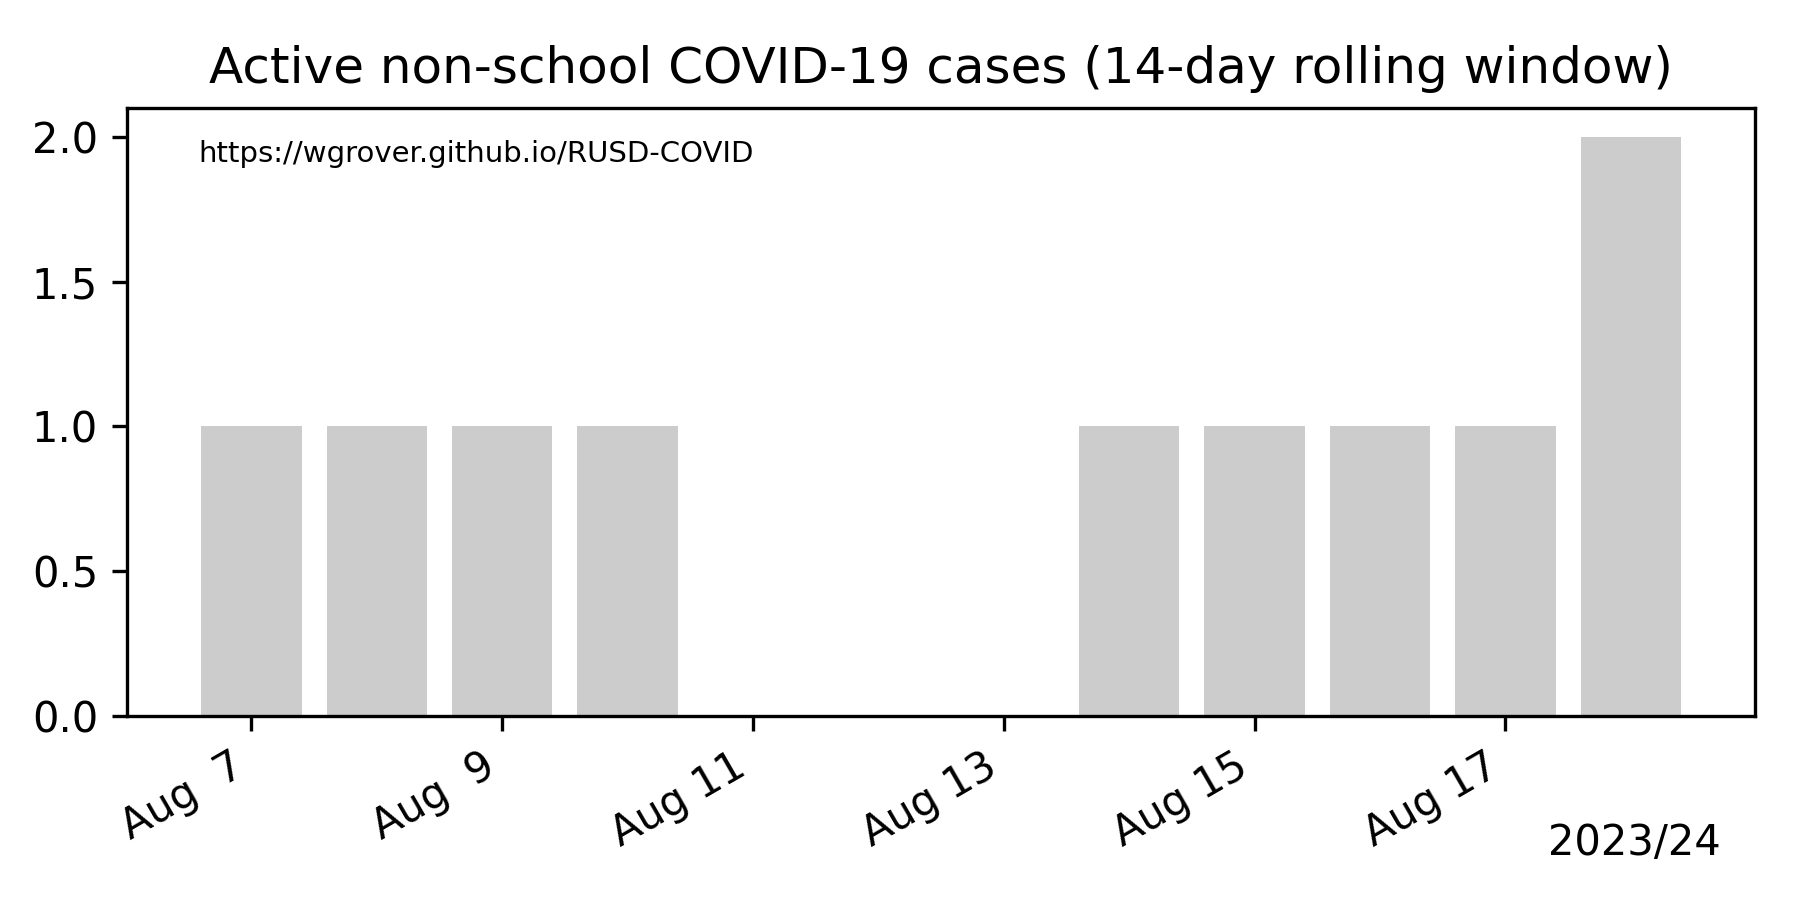 Active non-school COVID-19 cases (14-day rolling window)
https://wgrover.github.io/RUSD-COVID
2.0
1.5
1.0
0.5
0.0
Aug 7
Aug 9
Aug 11
Aug 13
Aug 15
Aug 17
2023/24